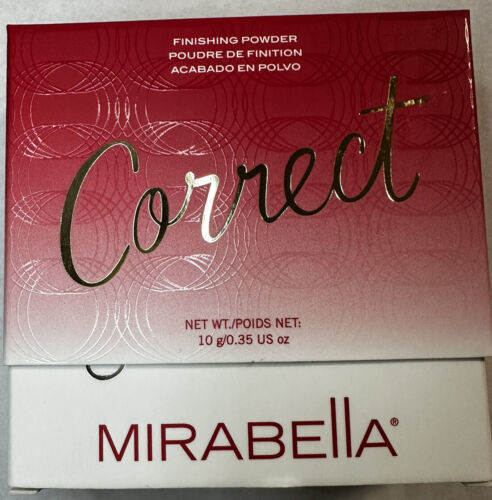 FINISHING POWDER
POUDRE DE FINITION
ACABADO EN POLVO
Correct
NET WT./POIDS NET:
10 g/0.35 US oz
MIRABEllA®